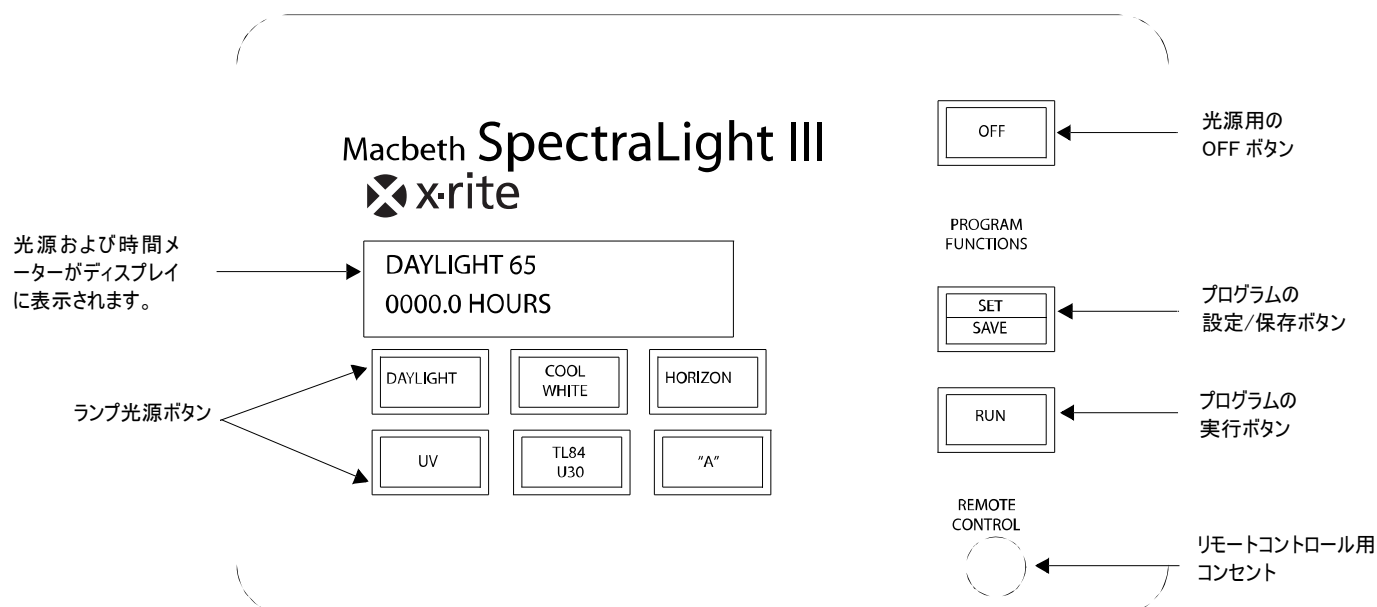 Macbeth SpectraLight III
x·rite
光源および時間メ
ーターがディスプレイ
に表示されます。
DAYLIGHT 65
0000.0 HOURS
ランプ光源ボタン
DAYLIGHT
COOL
WHITE
HORIZON
UV
TL84
U30
"A"
OFF
光源用の
OFF ボタン
PROGRAM
FUNCTIONS
SET
SAVE
プログラムの
設定/保存ボタン
RUN
プログラムの
実行ボタン
REMOTE
CONTROL
リモートコントロール用
コンセント